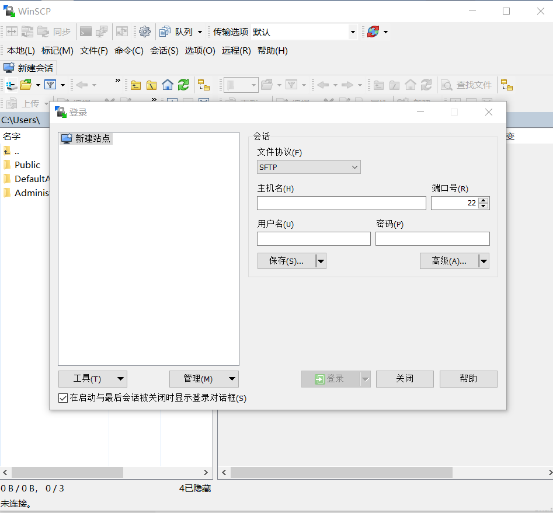 WinSCP
同步 队列 传输选项 默认
本地(L) 标记(M) 文件(F) 命令(C) 会话(S) 选项(O) 远程(R) 帮助(H)
新建会话
» » 查找文件
上传
C:\Users\
登录
名字
..
Public
DefaultA
Adminis
变
新建站点
会话
文件协议(F)
SFTP
主机名(H) 端口号(R)
22
用户名(U) 密码(P)
保存(S)... 高级(A)...
工具(T) 管理(M) 登录 关闭 帮助
在启动与最后会话被关闭时显示登录对话框(S)
0 B / 0 B, 0 / 3 4已隐藏
未连接。